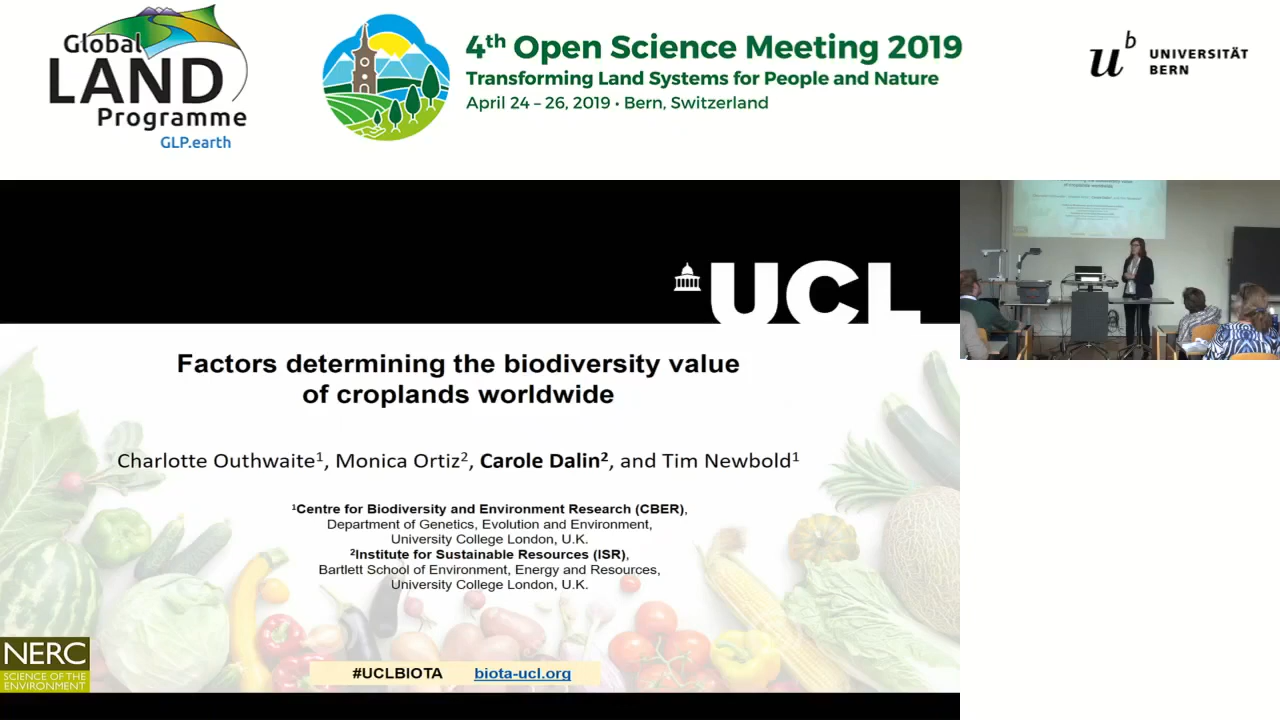 Global
LAND
Programme
GLP.earth
4th Open Science Meeting 2019
Transforming Land Systems for People and Nature
April 24 – 26, 2019 • Bern, Switzerland
u b
UNIVERSITÄT
BERN
UCL
Factors determining the biodiversity value
of croplands worldwide
Charlotte Outhwaite1, Monica Ortiz2, Carole Dalin2, and Tim Newbold1
1Centre for Biodiversity and Environment Research (CBER),
Department of Genetics, Evolution and Environment,
University College London, U.K.
2Institute for Sustainable Resources (ISR),
Bartlett School of Environment, Energy and Resources,
University College London, U.K.
NERC
SCIENCE OF THE
ENVIRONMENT
#UCLBIOTA biota-ucl.org
of croplands worldwide